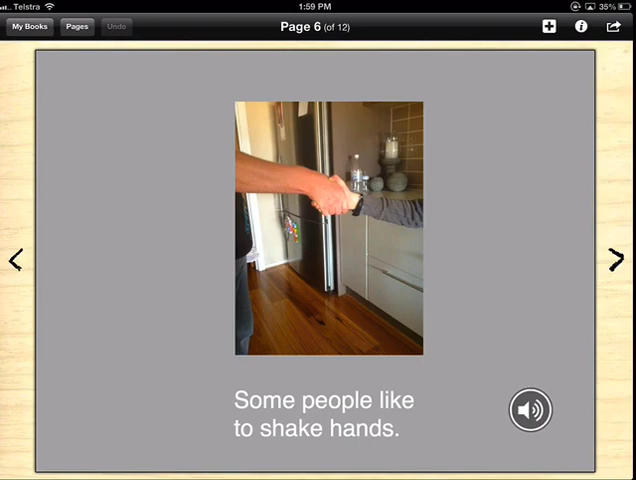 Telstra 1:59 PM 35%
My Books Pages Undo Page 6 (of 12)
Some people like
to shake hands.